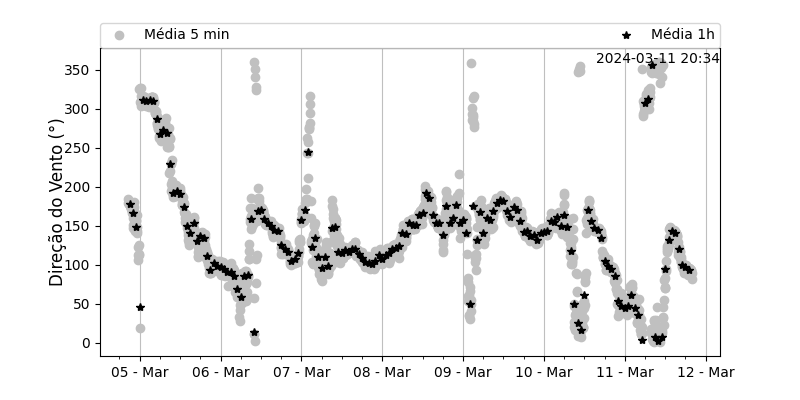 Média 5 min
Média 1h
2024-03-11 20:34
Direção do Vento (°)
350
300
250
200
150
100
50
0
05 - Mar
06 - Mar
07 - Mar
08 - Mar
09 - Mar
10 - Mar
11 - Mar
12 - Mar